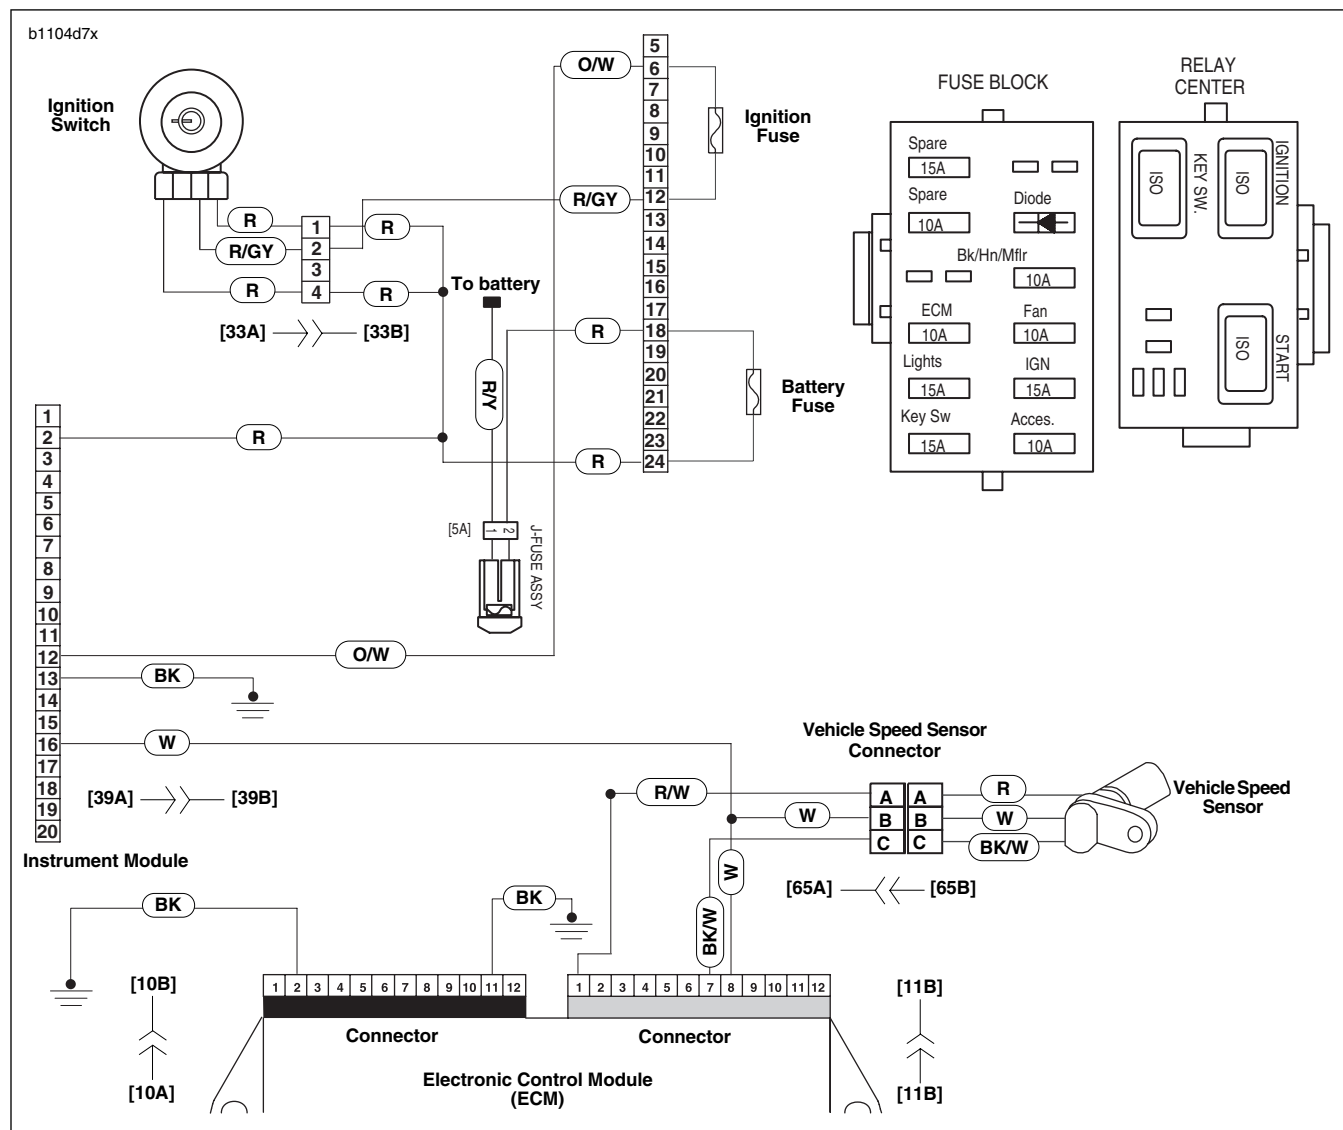 b1104d7x
Ignition
Switch
R
R/GY
R
1
2
3
4
R
R
[33A]
[33B]
To battery
R/Y
[5A]
1 2
J-FUSE ASSY
O/W
R/GY
R
R
5
6
7
8
9
10
11
12
13
14
15
16
17
18
19
20
21
22
23
24
Ignition
Fuse
Battery
Fuse
FUSE BLOCK
Spare
15A
Spare
10A
Diode
Bk/Hn/Mflr
10A
ECM
10A
Fan
10A
Lights
15A
IGN
15A
Key Sw
15A
Acces.
10A
RELAY
CENTER
ISO
KEY SW.
ISO
IGNITION
ISO
START
1
2
3
4
5
6
7
8
9
10
11
12
13
14
15
16
17
18
19
20
R
O/W
BK
W
[39A]
[39B]
Instrument Module
Vehicle Speed Sensor
Connector
R/W
W
A
B
C
A
B
C
R
W
BK/W
Vehicle Speed
Sensor
[65A]
[65B]
W
BK/W
BK
BK
[10B]
[10A]
1 2 3 4 5 6 7 8 9 10 11 12
Connector
1 2 3 4 5 6 7 8 9 10 11 12
Connector
Electronic Control Module
(ECM)
[11B]
[11B]